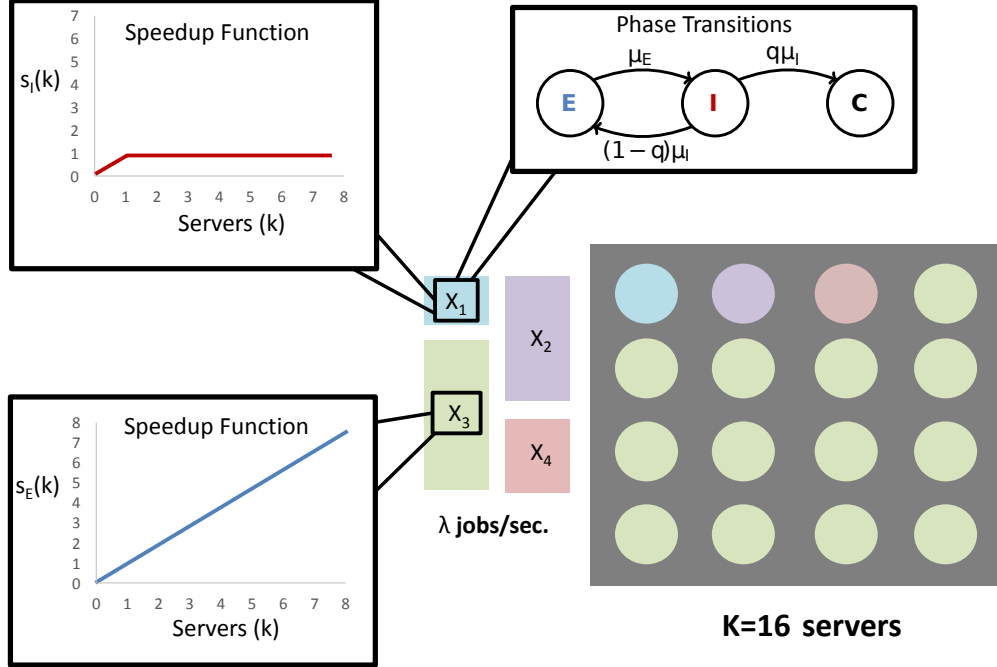 Speedup Function
s_I(k)
7
6
5
4
3
2
1
0
0 1 2 3 4 5 6 7 8
Servers (k)
Phase Transitions
μ_E
qμ_I
E
I
C
(1 − q)μ_I
X_1
X_2
X_3
X_4
λ jobs/sec.
Speedup Function
s_E(k)
8
7
6
5
4
3
2
1
0
0 1 2 3 4 5 6 7 8
Servers (k)
K=16 servers